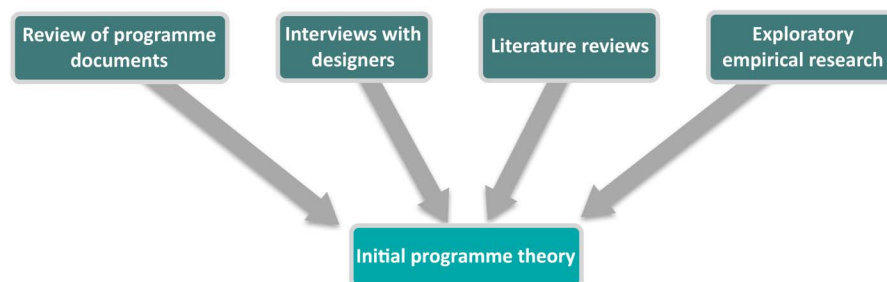 Review of programme
documents
Interviews with
designers
Literature reviews
Exploratory
empirical research
Initial programme theory